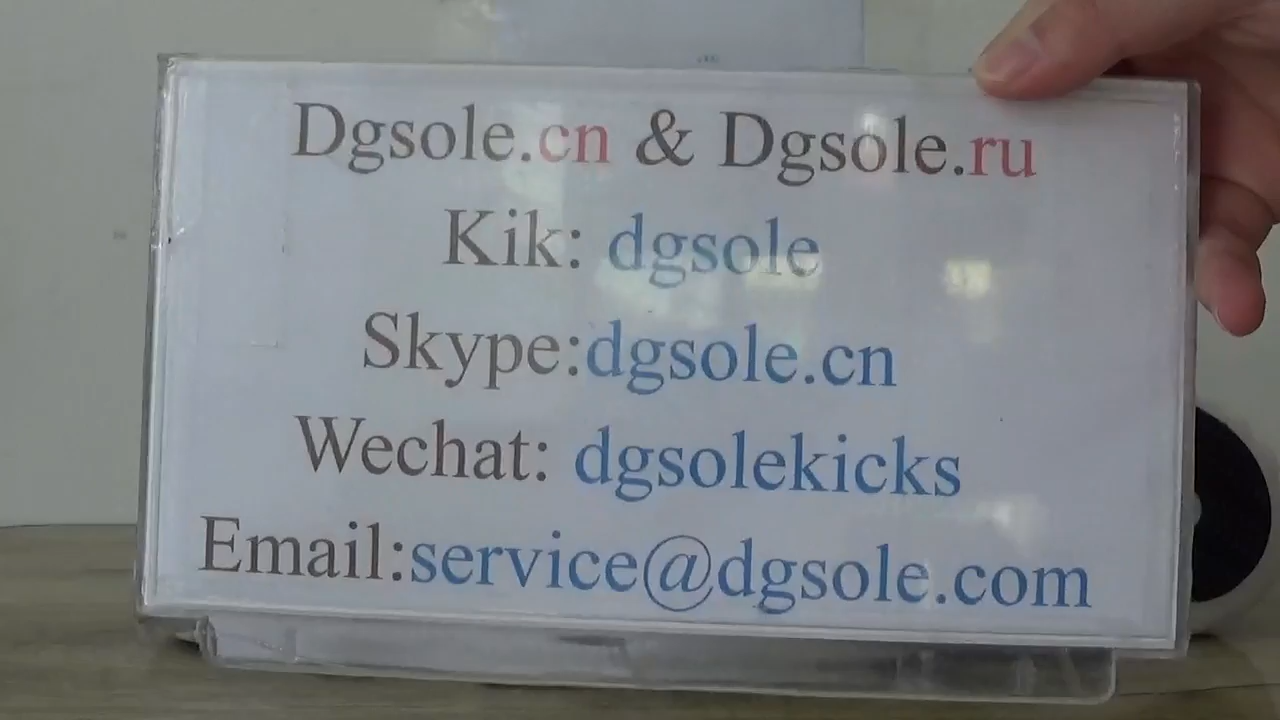 Dgsole.cn & Dgsole.ru
Kik: dgsole
Skype:dgsole.cn
Wechat: dgsolekicks
Email:service@dgsole.com